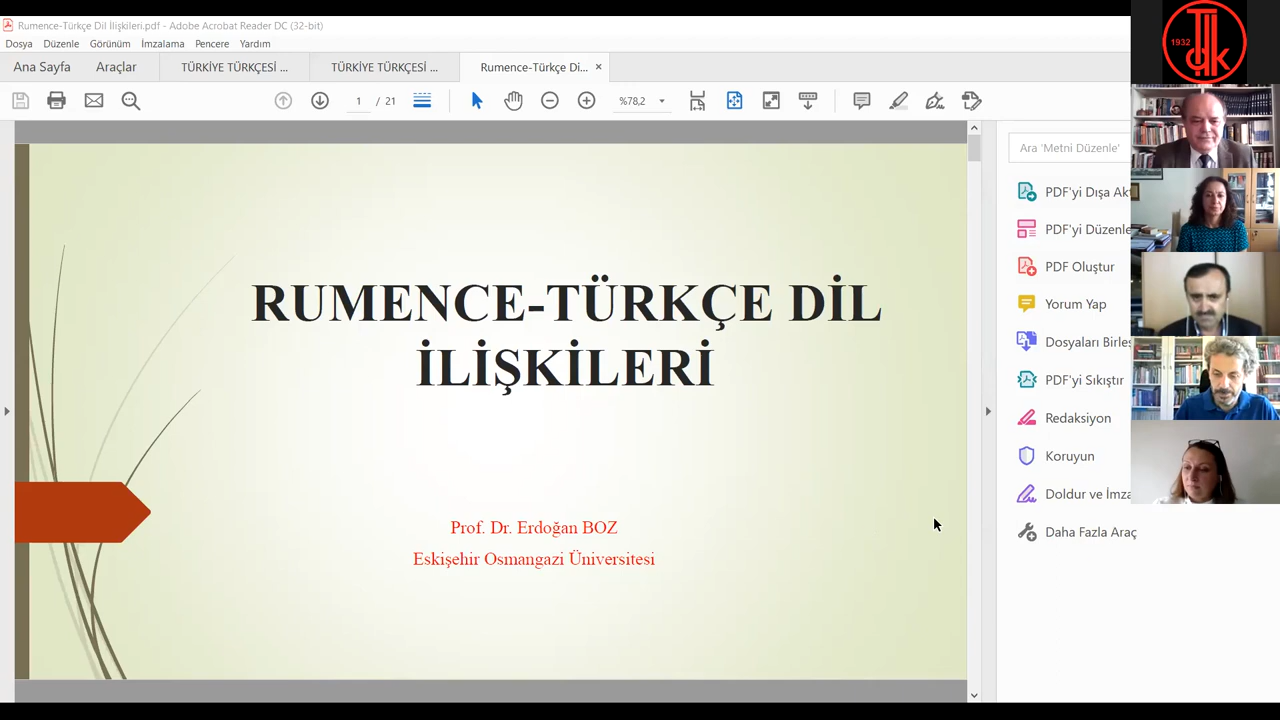 Rumence-Türkçe Dil İlişkileri.pdf - Adobe Acrobat Reader DC (32-bit)
Dosya Düzenle Görünüm İmzalama Pencere Yardım
Ana Sayfa Araçlar TÜRKİYE TÜRKÇESİ ... TÜRKİYE TÜRKÇESİ ... Rumence-Türkçe Di... ×
1 / 21 %78,2
RUMENCE-TÜRKÇE DİL
İLİŞKİLERİ
Prof. Dr. Erdoğan BOZ
Eskişehir Osmangazi Üniversitesi
Ara 'Metni Düzenle'
PDF'yi Dışa Akt
PDF'yi Düzenle
PDF Oluştur
Yorum Yap
Dosyaları Birleş
PDF'yi Sıkıştır
Redaksiyon
Koruyun
Doldur ve İmza
Daha Fazla Araç
1932
Tdk